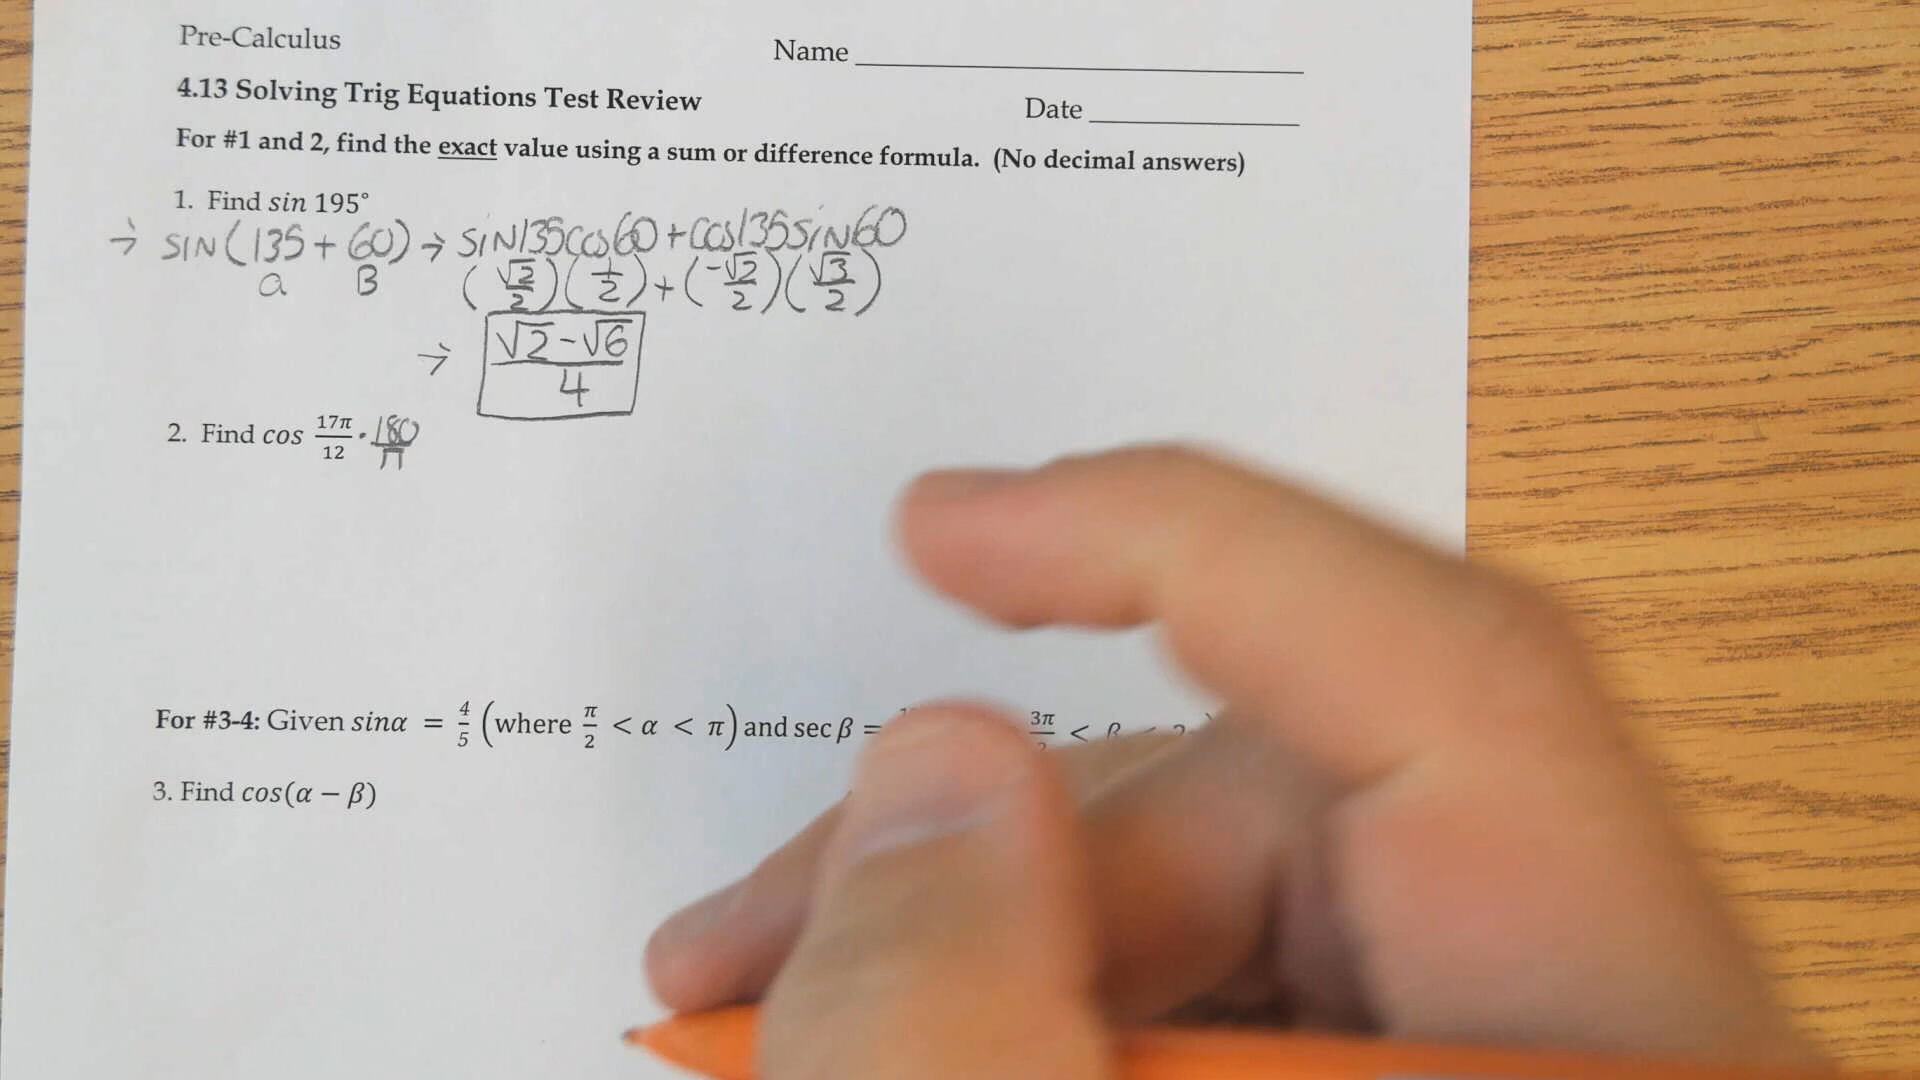 Pre-Calculus
Name
4.13 Solving Trig Equations Test Review
Date
For #1 and 2, find the exact value using a sum or difference formula. (No decimal answers)
1. Find sin 195°
→ SIN(135+60) → SIN135COS60+COS135SIN60
a B (√2/2)(1/2)+(-√2/2)(√3/2)
→ √2-√6/4
2. Find cos 17π/12 · 180/π
For #3-4: Given sinα = 4/5 (where π/2 < α < π) and sec β = 3π < β
3. Find cos(α − β)